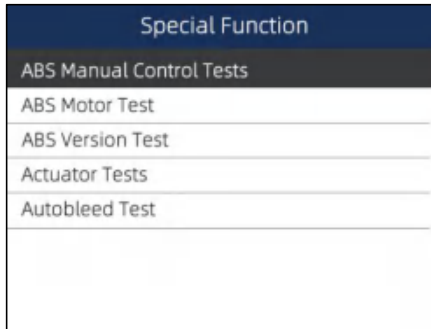 Special Function
ABS Manual Control Tests
ABS Motor Test
ABS Version Test
Actuator Tests
Autobleed Test